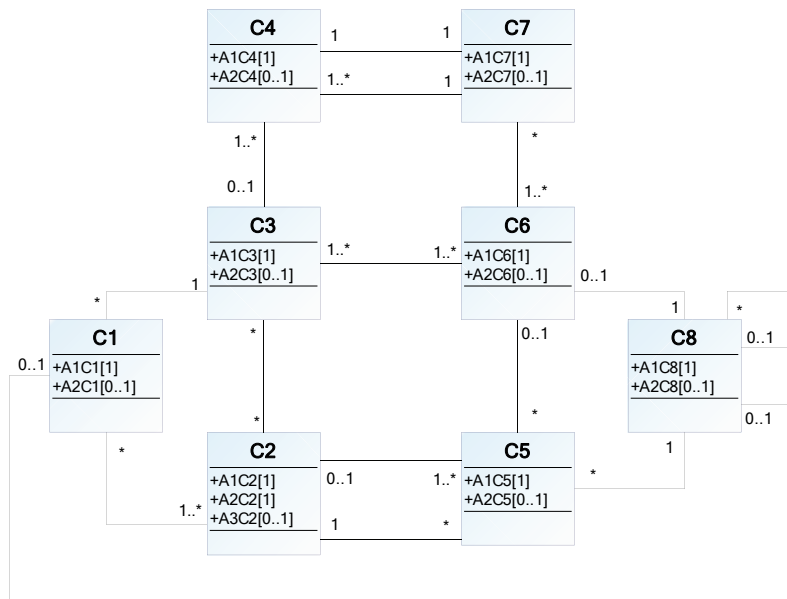 C4
+A1C4[1]
+A2C4[0..1]
1
1
C7
+A1C7[1]
+A2C7[0..1]
1..*
1
1..*
0..1
*
1..*
C3
+A1C3[1]
+A2C3[0..1]
1..*
1..*
C6
+A1C6[1]
+A2C6[0..1]
1
*
0..1
1
*
C1
+A1C1[1]
+A2C1[0..1]
0..1
*
*
0..1
*
C8
+A1C8[1]
+A2C8[0..1]
0..1
0..1
*
1..*
C2
+A1C2[1]
+A2C2[1]
+A3C2[0..1]
0..1
1..*
1
*
C5
+A1C5[1]
+A2C5[0..1]
*
1